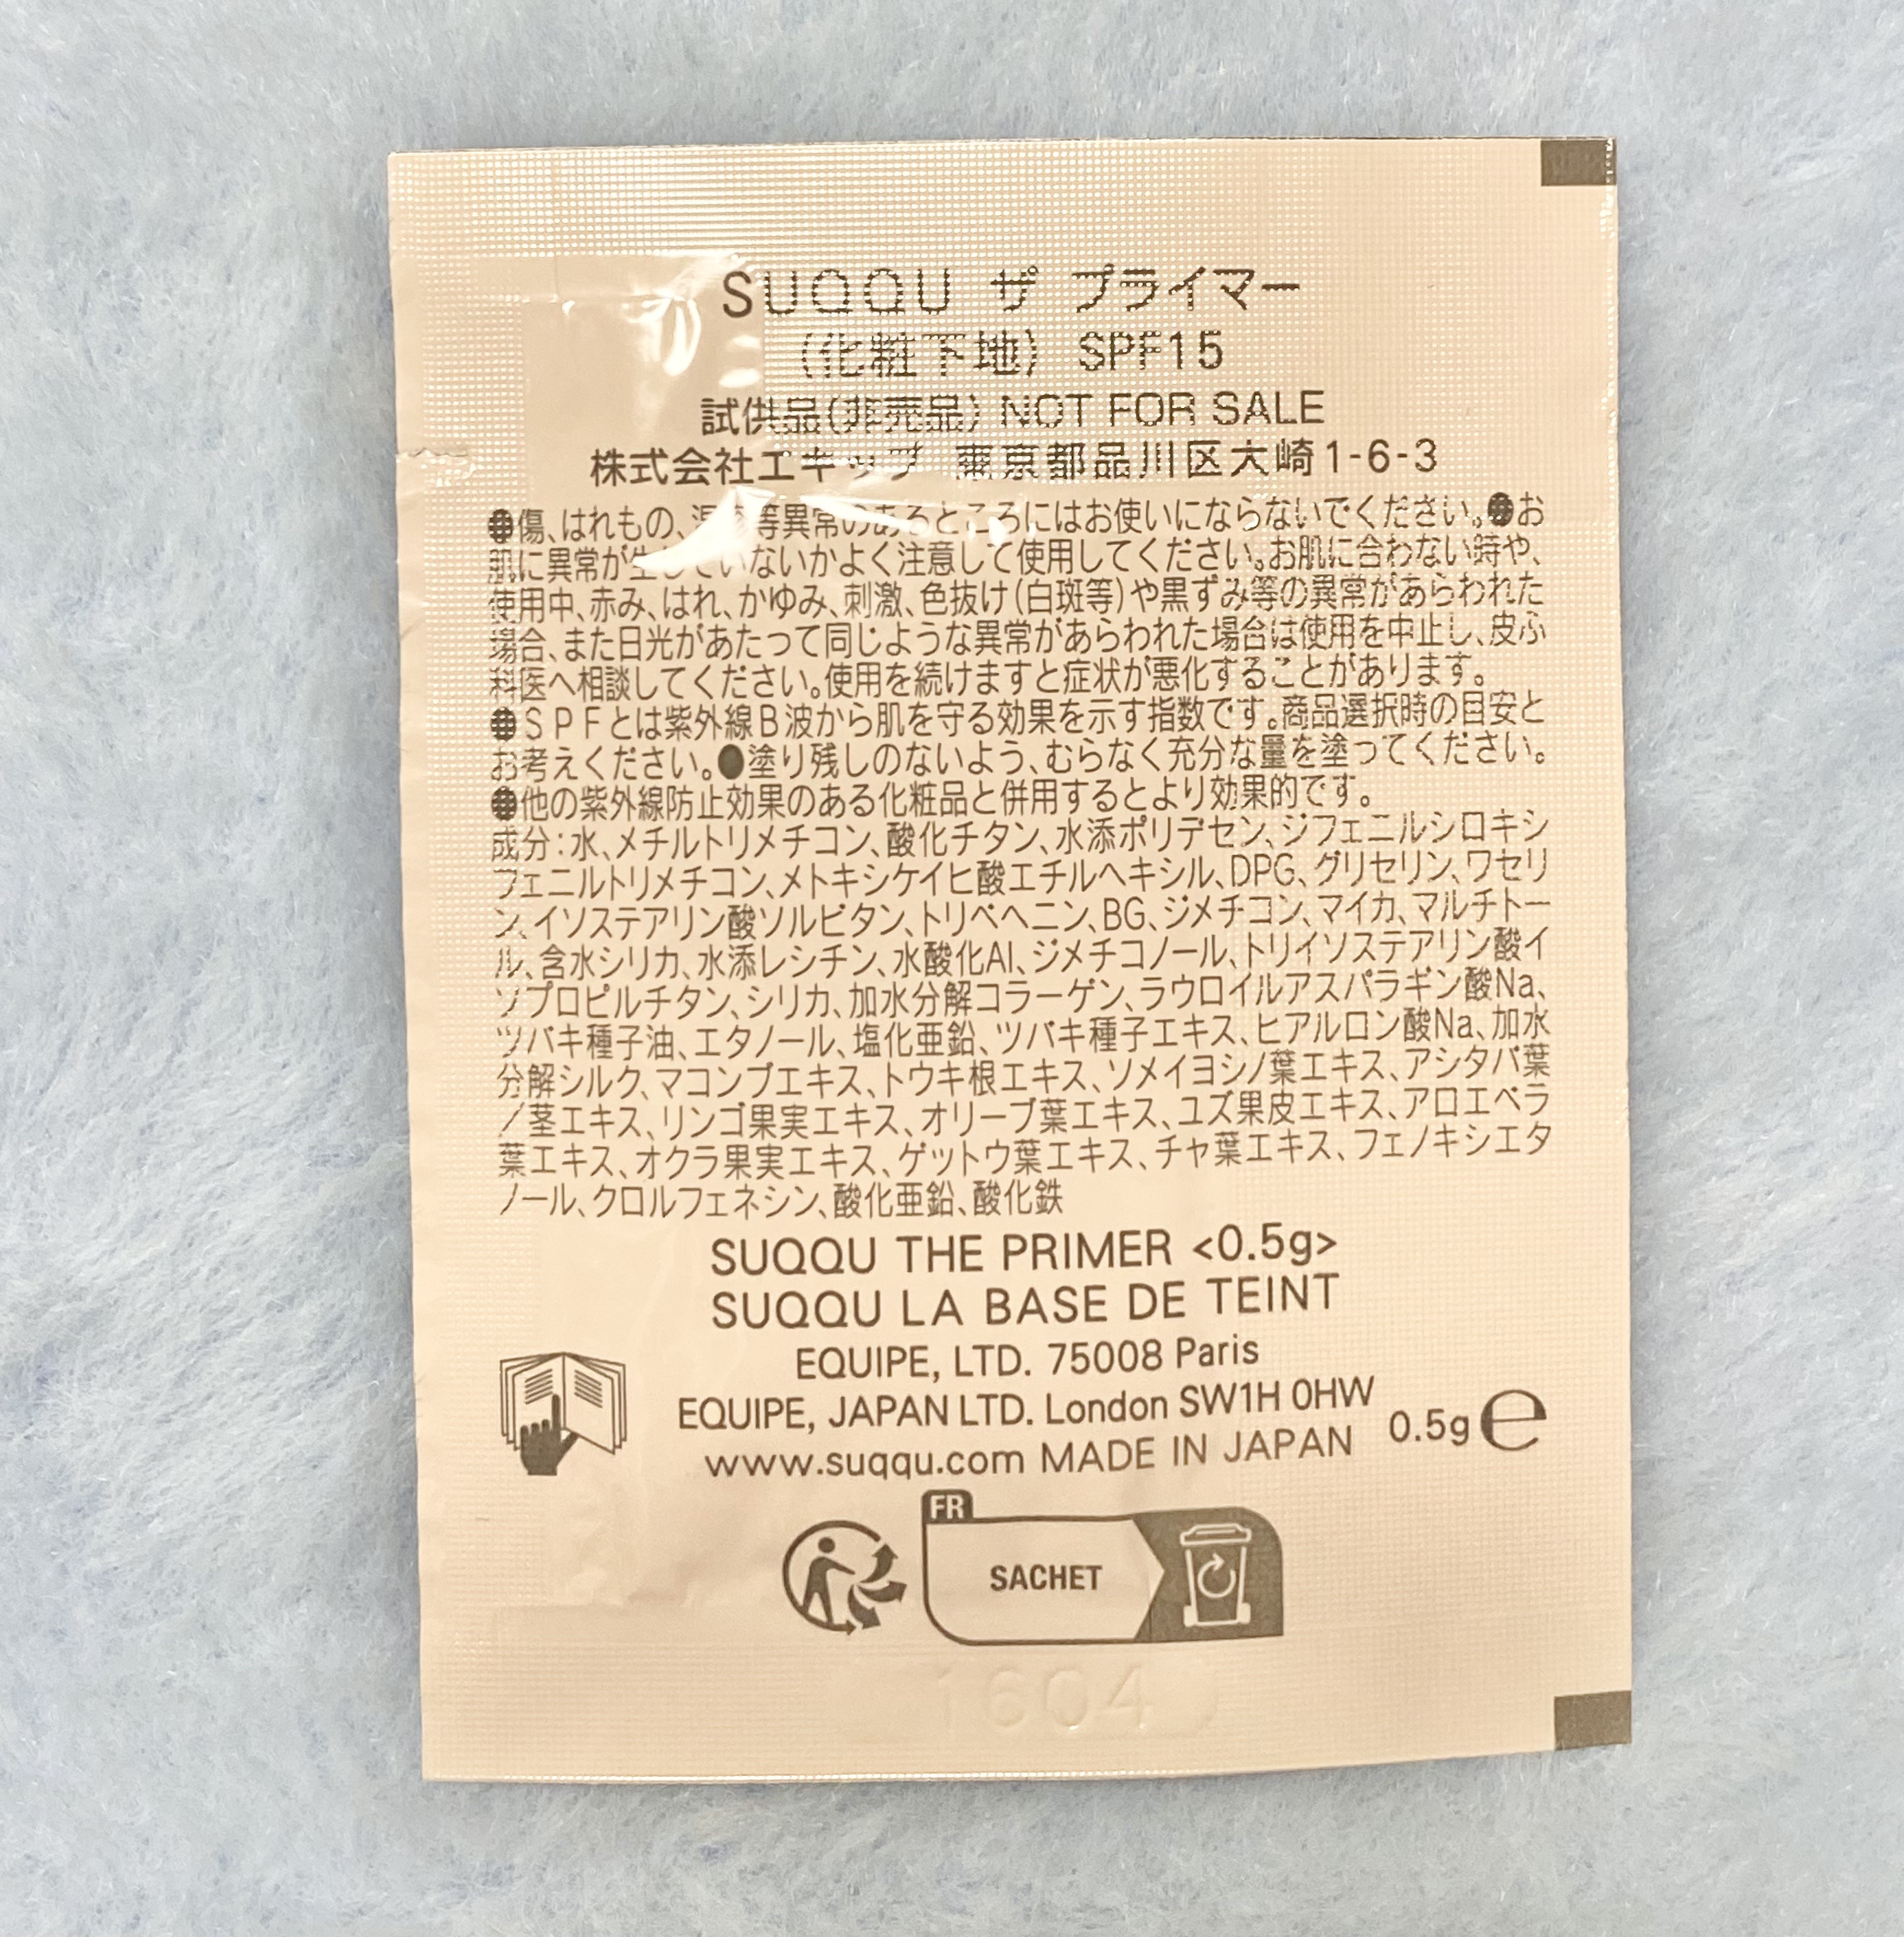 SUQQU ザ プライマー
(化粧下地) SPF15
試供品(非売品) NOT FOR SALE
株式会社エキップ 東京都品川区大崎1-6-3
●傷、はれもの、湿疹等異常のあるところにはお使いにならないでください。●お
肌に異常が生じていないかよく注意して使用してください。お肌に合わない時や、
使用中、赤み、はれ、かゆみ、刺激、色抜け(白斑等)や黒ずみ等の異常があらわれた
場合、また日光があたって同じような異常があらわれた場合は使用を中止し、皮ふ
科医へ相談してください。使用を続けますと症状が悪化することがあります。
●SPFとは紫外線B波から肌を守る効果を示す指数です。商品選択時の目安と
お考えください。●塗り残しのないよう、むらなく充分な量を塗ってください。
●他の紫外線防止効果のある化粧品と併用するとより効果的です。
成分：水、メチルトリメチコン、酸化チタン、水添ポリデセン、ジフェニルシロキシ
フェニルトリメチコン、メトキシケイヒ酸エチルヘキシル、DPG、グリセリン、ワセリ
ン、イソステアリン酸ソルビタン、トリベヘニン、BG、ジメチコン、マイカ、マルチトー
ル、含水シリカ、水添レシチン、水酸化Al、ジメチコノール、トリイソステアリン酸イ
ソプロピルチタン、シリカ、加水分解コラーゲン、ラウロイルアスパラギン酸Na、
ツバキ種子油、エタノール、塩化亜鉛、ツバキ種子エキス、ヒアルロン酸Na、加水
分解シルク、マコンブエキス、トウキ根エキス、ソメイヨシノ葉エキス、アシタバ葉
/茎エキス、リンゴ果実エキス、オリーブ葉エキス、ユズ果皮エキス、アロエベラ
葉エキス、オクラ果実エキス、ゲットウ葉エキス、チャ葉エキス、フェノキシエタ
ノール、クロルフェネシン、酸化亜鉛、酸化鉄
SUQQU THE PRIMER <0.5g>
SUQQU LA BASE DE TEINT
EQUIPE, LTD. 75008 Paris
EQUIPE, JAPAN LTD. London SW1H 0HW
www.suqqu.com MADE IN JAPAN
0.5g ℮
FR
SACHET
1604